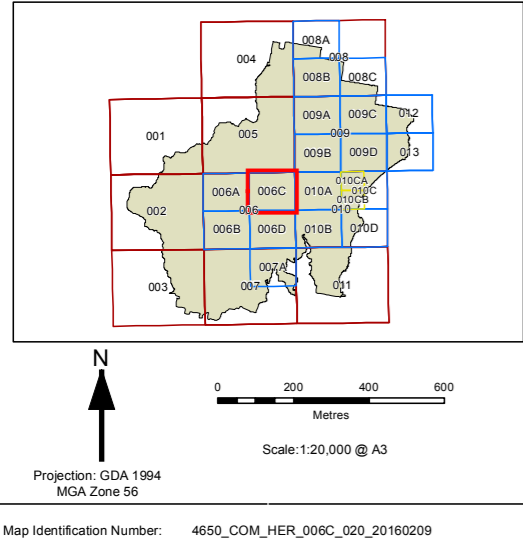 008A
004
008
008B
008C
009A
009C
012
001
005
009
009B
009D
013
010CA
006A
006C
010A
010C
010CB
002
006
010
006B
006D
010B
010D
007A
003
007
011
N
0 200 400 600
Metres
Scale:1:20,000 @ A3
Projection: GDA 1994
MGA Zone 56
Map Identification Number: 4650_COM_HER_006C_020_20160209